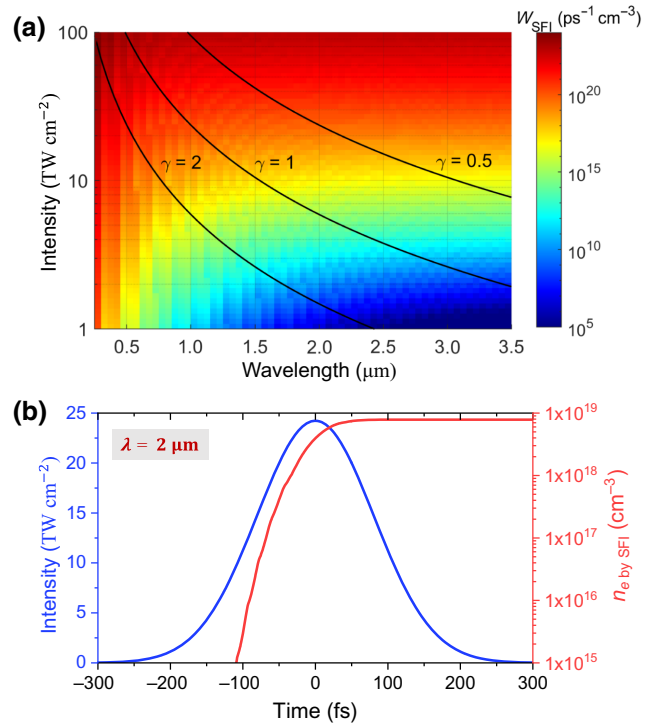 (a)
W_SFI (ps⁻¹ cm⁻³)
100
10
1
Intensity (TW cm⁻²)
γ = 2
γ = 1
γ = 0.5
10²⁰
10¹⁵
10¹⁰
10⁵
0.5 1.0 1.5 2.0 2.5 3.0 3.5
Wavelength (μm)
(b)
λ = 2 μm
25
20
15
10
5
0
Intensity (TW cm⁻²)
1x10¹⁹
1x10¹⁸
1x10¹⁷
1x10¹⁶
1x10¹⁵
n_e by SFI (cm⁻³)
−300 −200 −100 0 100 200 300
Time (fs)